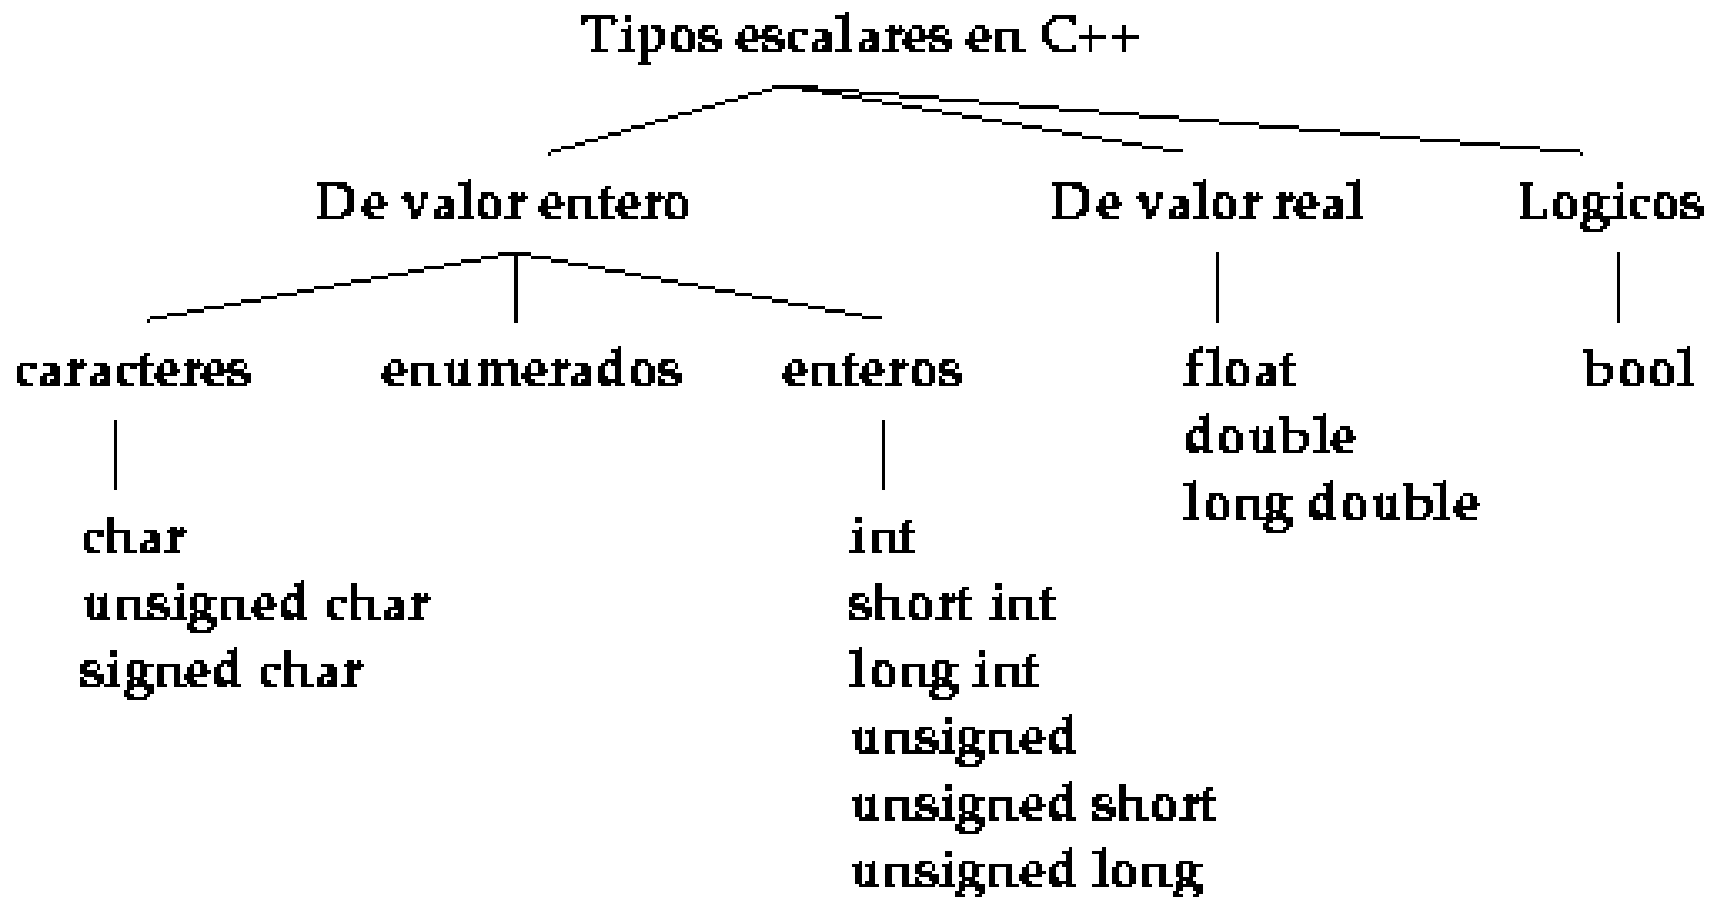 Tipos escalares en C++
De valor entero
De valor real
Logicos
caracteres
enumerados
enteros
float
bool
double
long double
char
unsigned char
signed char
int
short int
long int
unsigned
unsigned short
unsigned long